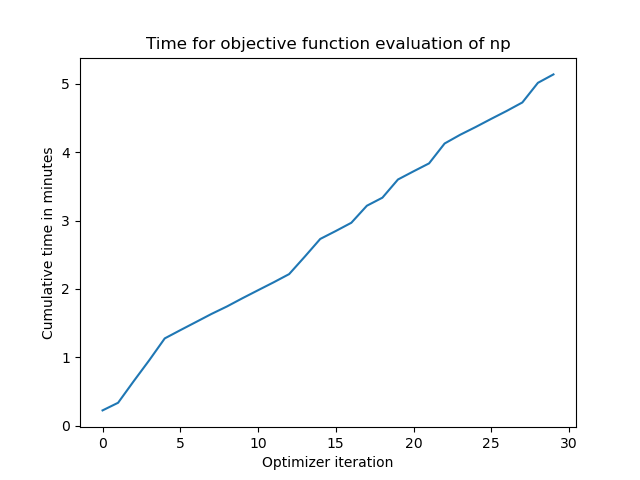 Time for objective function evaluation of np
Cumulative time in minutes
5
4
3
2
1
0
0 5 10 15 20 25 30
Optimizer iteration